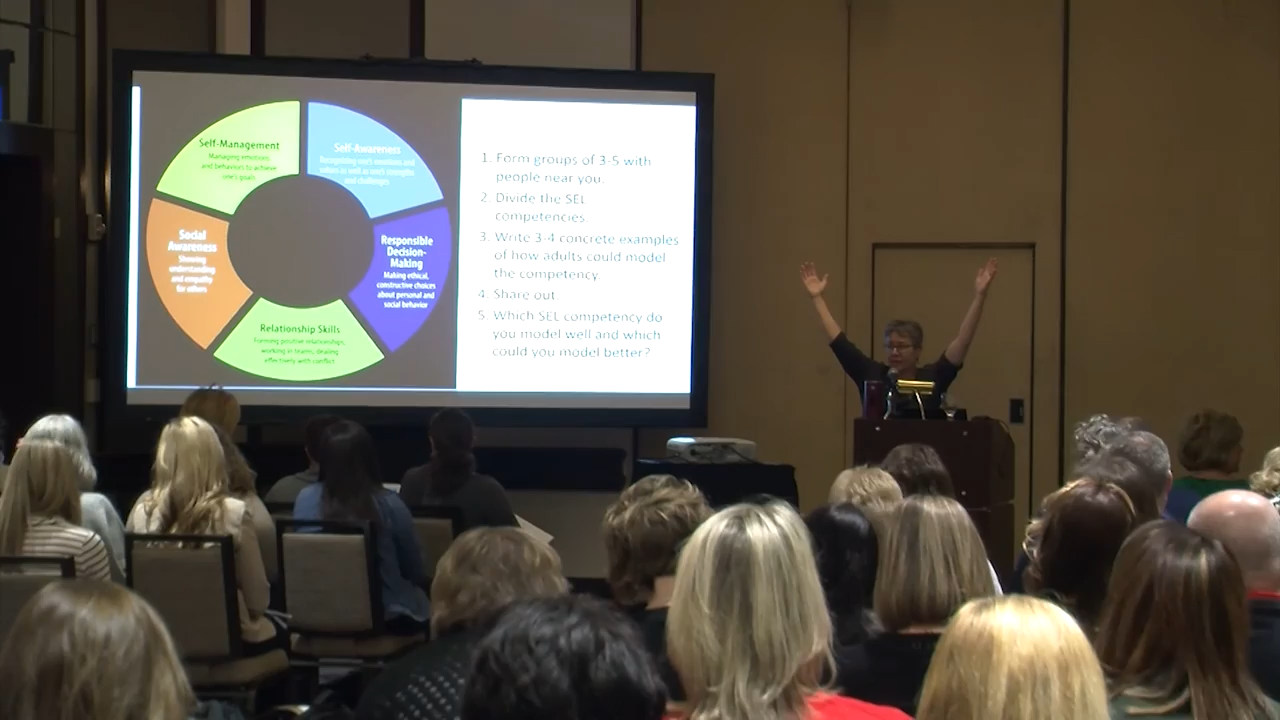 Self-Management
Managing emotions
and behaviors to achieve
one's goals
Self-Awareness
Recognizing one's emotions and
values as well as one's strengths
and challenges
Social
Awareness
Showing
understanding
and empathy
for others
Responsible
Decision-
Making
Making ethical,
constructive choices
about personal and
social behavior
Relationship Skills
Forming positive relationships,
working in teams, dealing
effectively with conflict
1. Form groups of 3-5 with
people near you.
2. Divide the SEL
competencies.
3. Write 3-4 concrete examples
of how adults could model
the competency.
4. Share out.
5. Which SEL competency do
you model well and which
could you model better?